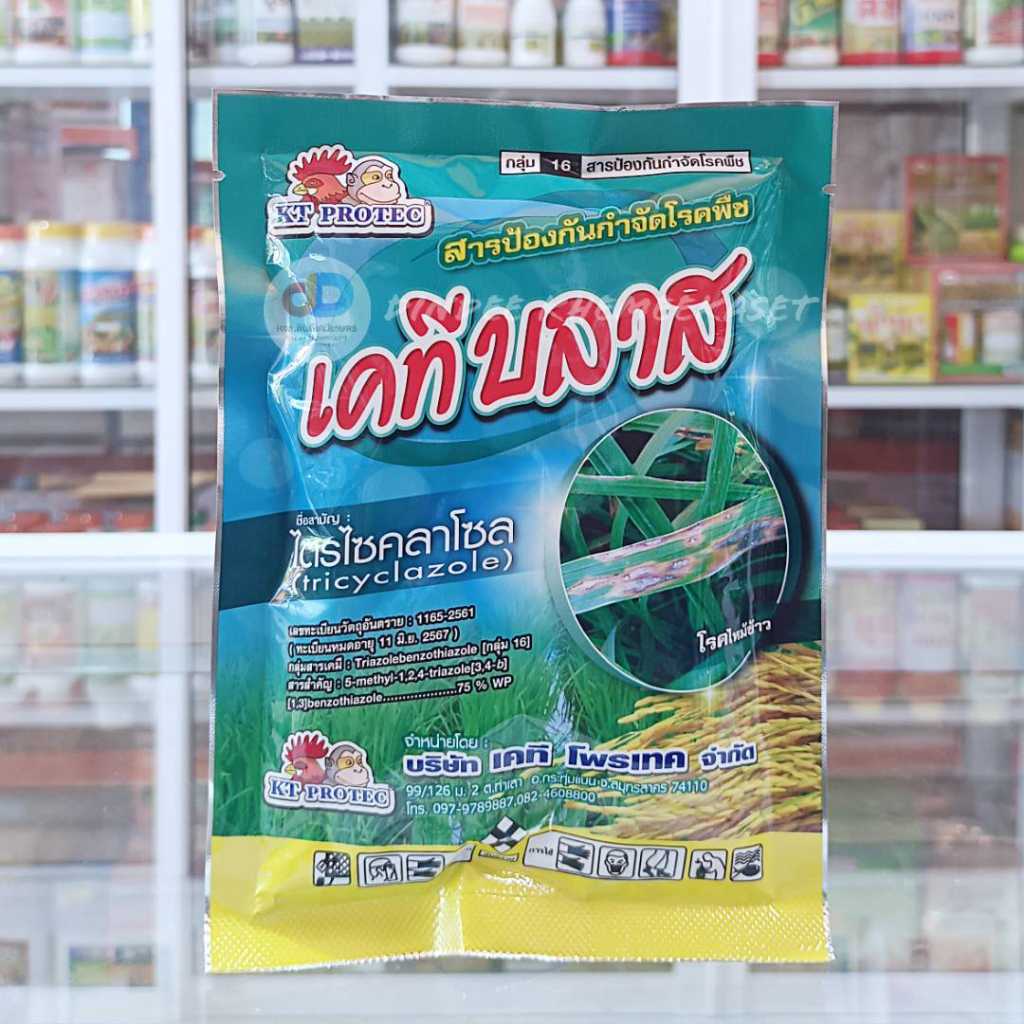 กลุ่ม 16 สารป้องกันกำจัดโรคพืช
KT PROTEC
สารป้องกันกำจัดโรคพืช
DINDEE KHEMEEKASET
เคทีบลาส
ชื่อสามัญ :
ไตรไซคลาโซล
(tricyclazole)
โรคไหม้ข้าว
เลขทะเบียนวัตถุอันตราย : 1165-2561
( ทะเบียนหมดอายุ 11 มิ.ย. 2567 )
กลุ่มสารเคมี : Triazolebenzothiazole [กลุ่ม 16]
สารสำคัญ : 5-methyl-1,2,4-triazole[3,4-b]
[1,3]benzothiazole...................75 % WP
KT PROTEC
จำหน่ายโดย :
บริษัท เคที โพรเทค จำกัด
99/126 ม. 2 ต.ท่าเสา อ.กระทุ่มแบน จ.สมุทรสาคร 74110
โทร. 097-9789887,082-4608800
การใช้